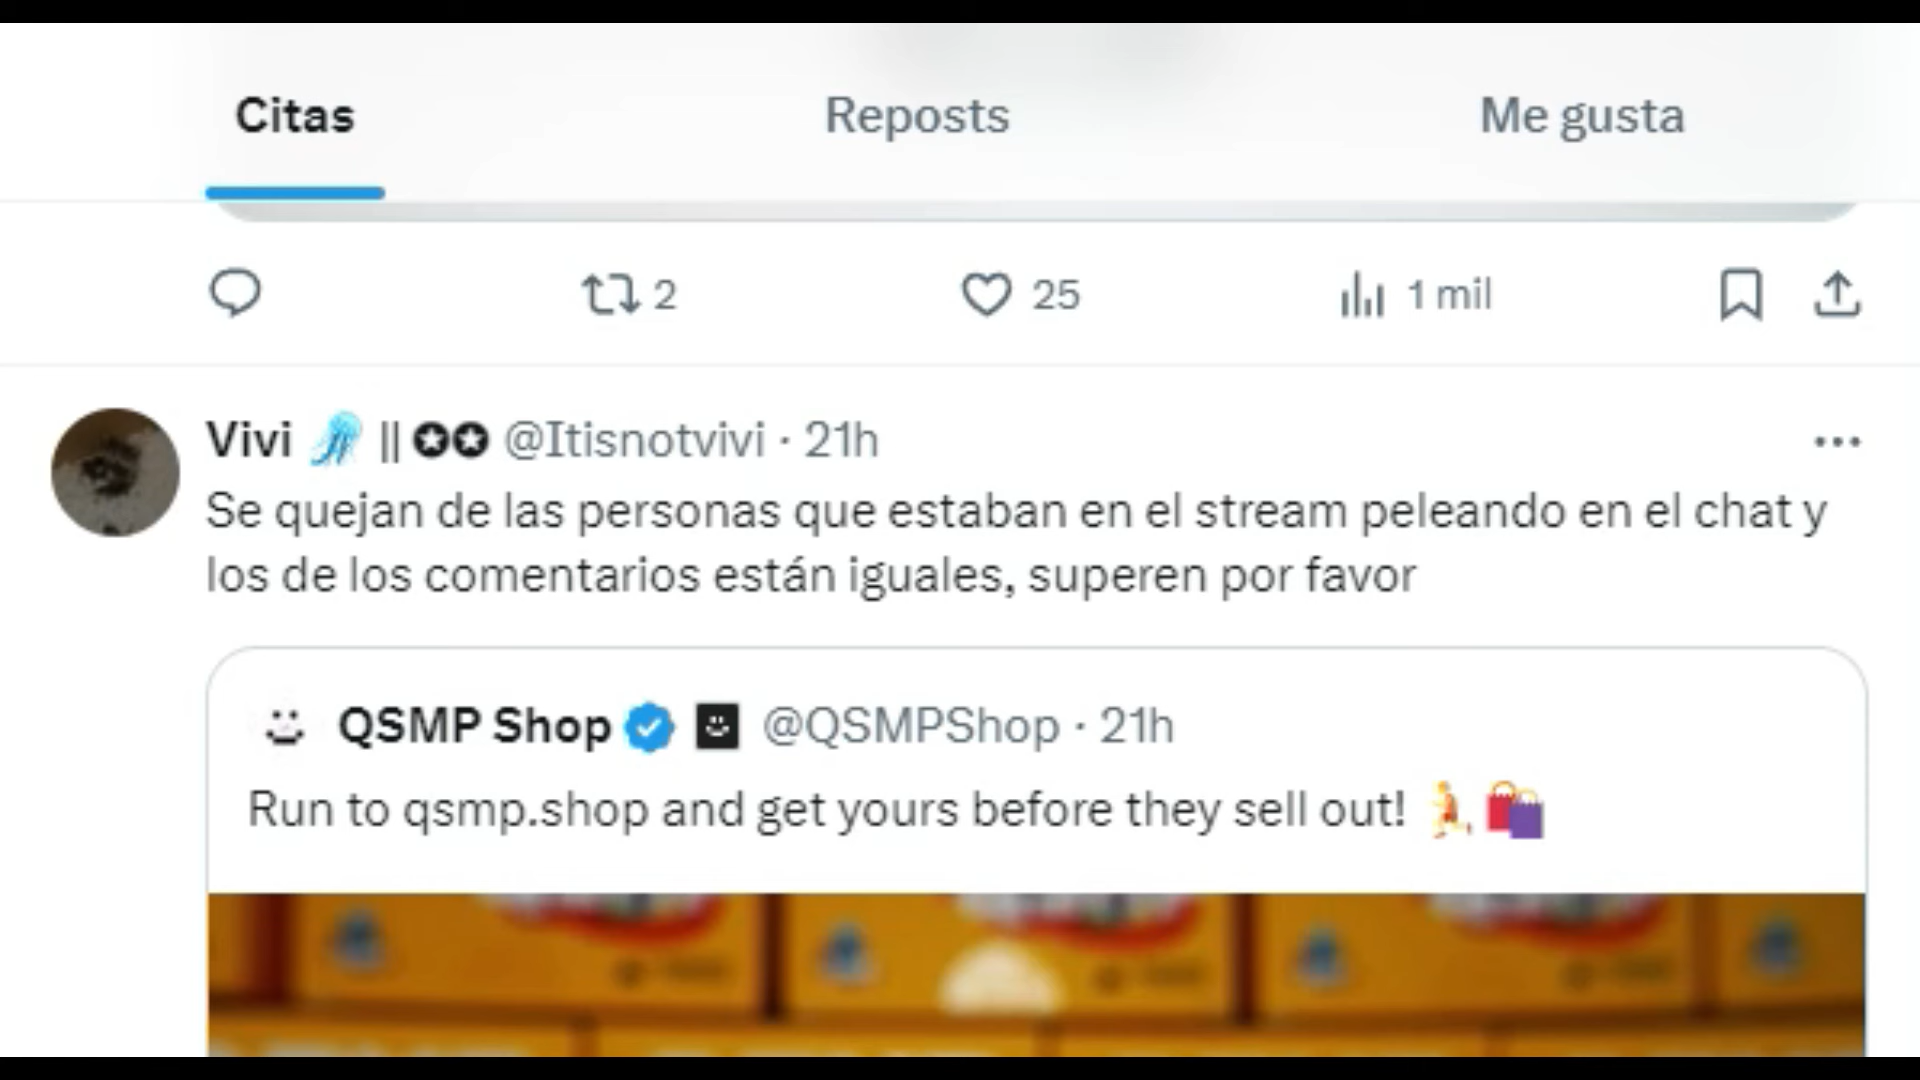 Citas Reposts Me gusta
2 25 1 mil
Vivi 🪼 || ✪✪ @Itisnotvivi · 21h
Se quejan de las personas que estaban en el stream peleando en el chat y
los de los comentarios están iguales, superen por favor
QSMP Shop @QSMPShop · 21h
Run to qsmp.shop and get yours before they sell out! 🏃🛍️